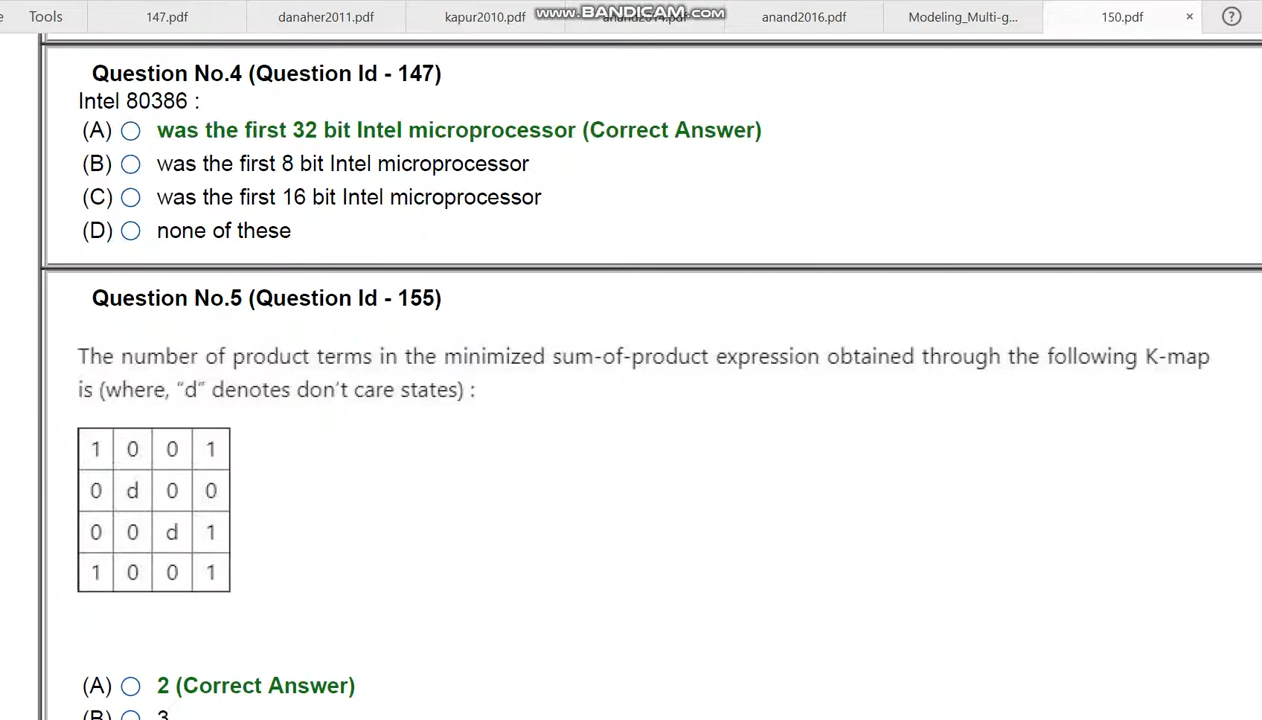 Tools 147.pdf danaher2011.pdf kapur2010.pdf anand2014.pdf anand2016.pdf Modeling_Multi-g... 150.pdf × ?
www.BANDICAM.com
Question No.4 (Question Id - 147)
Intel 80386 :
(A) was the first 32 bit Intel microprocessor (Correct Answer)
(B) was the first 8 bit Intel microprocessor
(C) was the first 16 bit Intel microprocessor
(D) none of these
Question No.5 (Question Id - 155)
The number of product terms in the minimized sum-of-product expression obtained through the following K-map
is (where, "d" denotes don't care states) :
1 0 0 1
0 d 0 0
0 0 d 1
1 0 0 1
(A) 2 (Correct Answer)
(B) 3